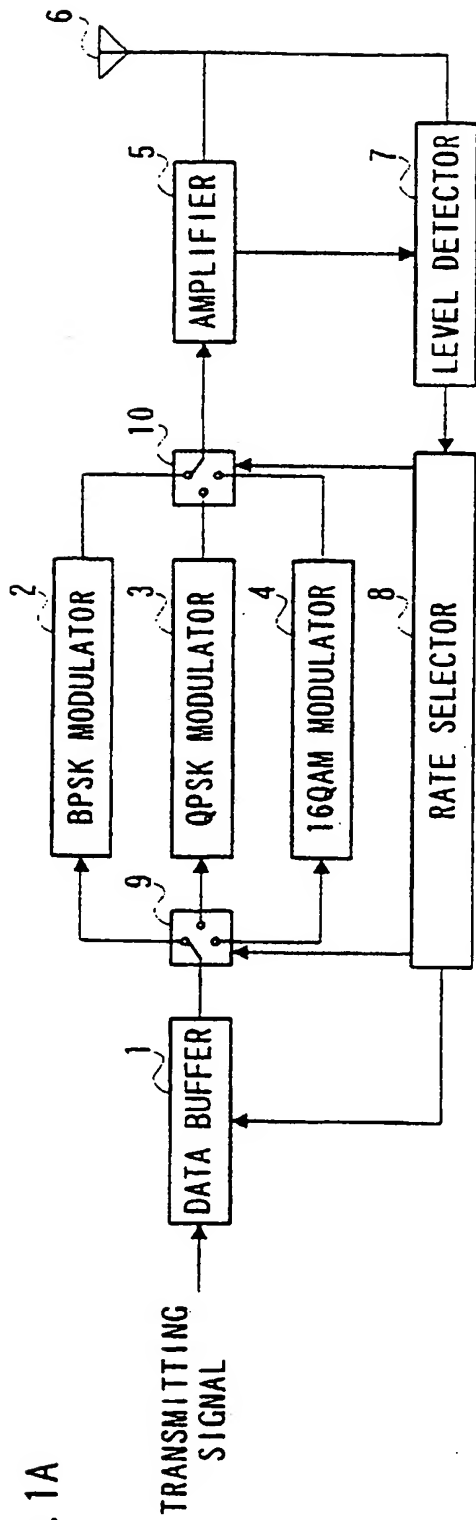 . 1A
TRANSMITTING
SIGNAL
1
DATA BUFFER
9
2
BPSK MODULATOR
3
QPSK MODULATOR
4
16QAM MODULATOR
10
5
AMPLIFIER
6
7
LEVEL DETECTOR
8
RATE SELECTOR